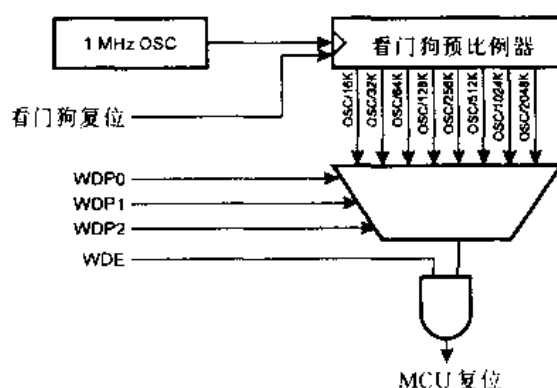 1 MHz OSC
看门狗预比例器
看门狗复位
OSC/16K
OSC/32K
OSC/64K
OSC/128K
OSC/256K
OSC/512K
OSC/1024K
OSC/2048K
WDP0
WDP1
WDP2
WDE
MCU 复位